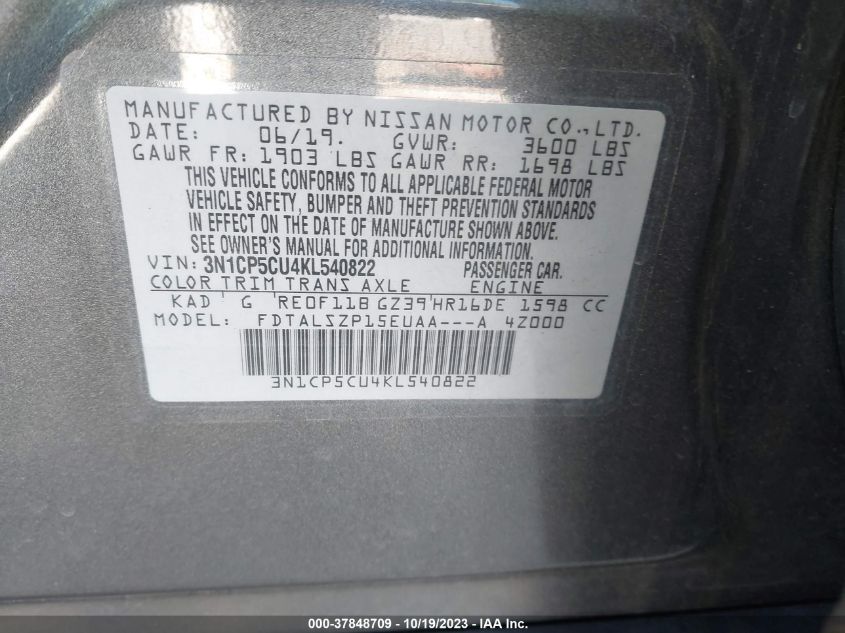 MANUFACTURED BY NISSAN MOTOR CO., LTD.
DATE: 06/19. GVWR: 3600 LBS
GAWR FR: 1903 LBS GAWR RR: 1698 LBS
THIS VEHICLE CONFORMS TO ALL APPLICABLE FEDERAL MOTOR
VEHICLE SAFETY, BUMPER AND THEFT PREVENTION STANDARDS
IN EFFECT ON THE DATE OF MANUFACTURE SHOWN ABOVE.
SEE OWNER'S MANUAL FOR ADDITIONAL INFORMATION.
VIN: 3N1CP5CU4KL540822 PASSENGER CAR.
COLOR TRIM TRANS AXLE ENGINE
KAD G RE0F11B GZ39 HR16DE 1598 CC
MODEL: FDTALSZP15EUAA---A 4Z000
3N1CP5CU4KL540822
000-37848709 - 10/19/2023 - IAA Inc.